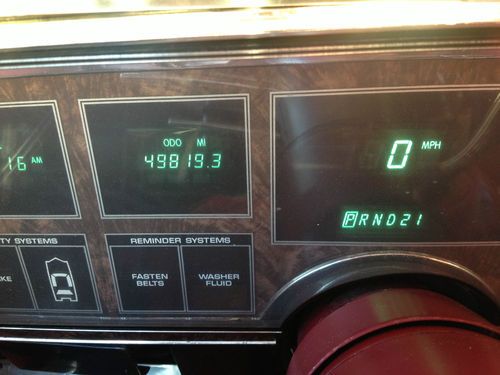 ODO MI
49819.3
16 AM
0 MPH
PRND21
REMINDER SYSTEMS
FASTEN
BELTS
WASHER
FLUID